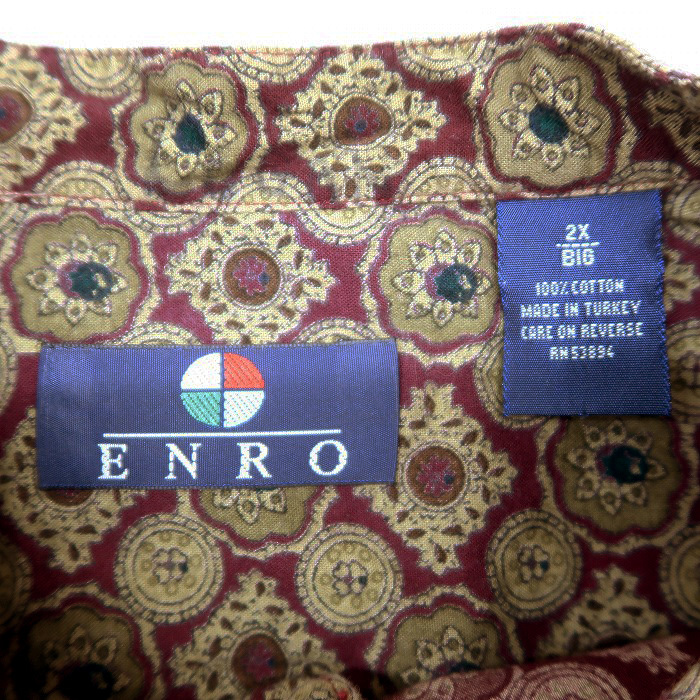 2X
BIG
100% COTTON
MADE IN TURKEY
CARE ON REVERSE
RN53894
ENRO